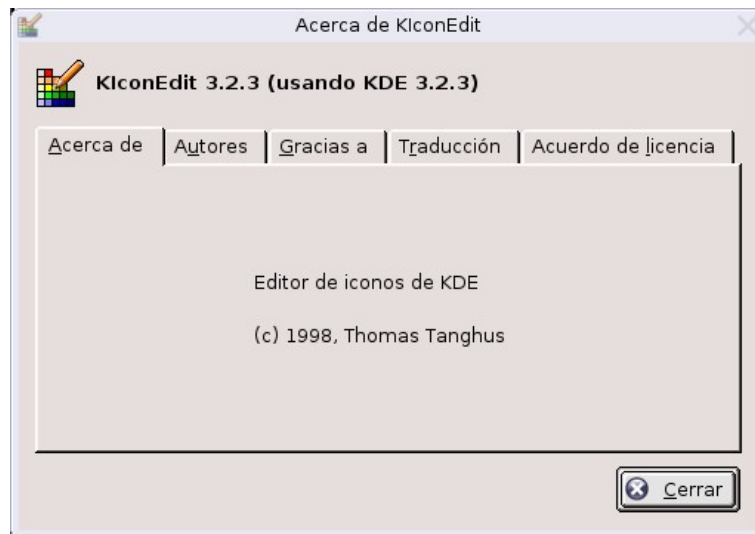 Acerca de KIconEdit
KIconEdit 3.2.3 (usando KDE 3.2.3)
Acerca de
Autores
Gracias a
Traducción
Acuerdo de licencia
Editor de iconos de KDE
(c) 1998, Thomas Tanghus
Cerrar